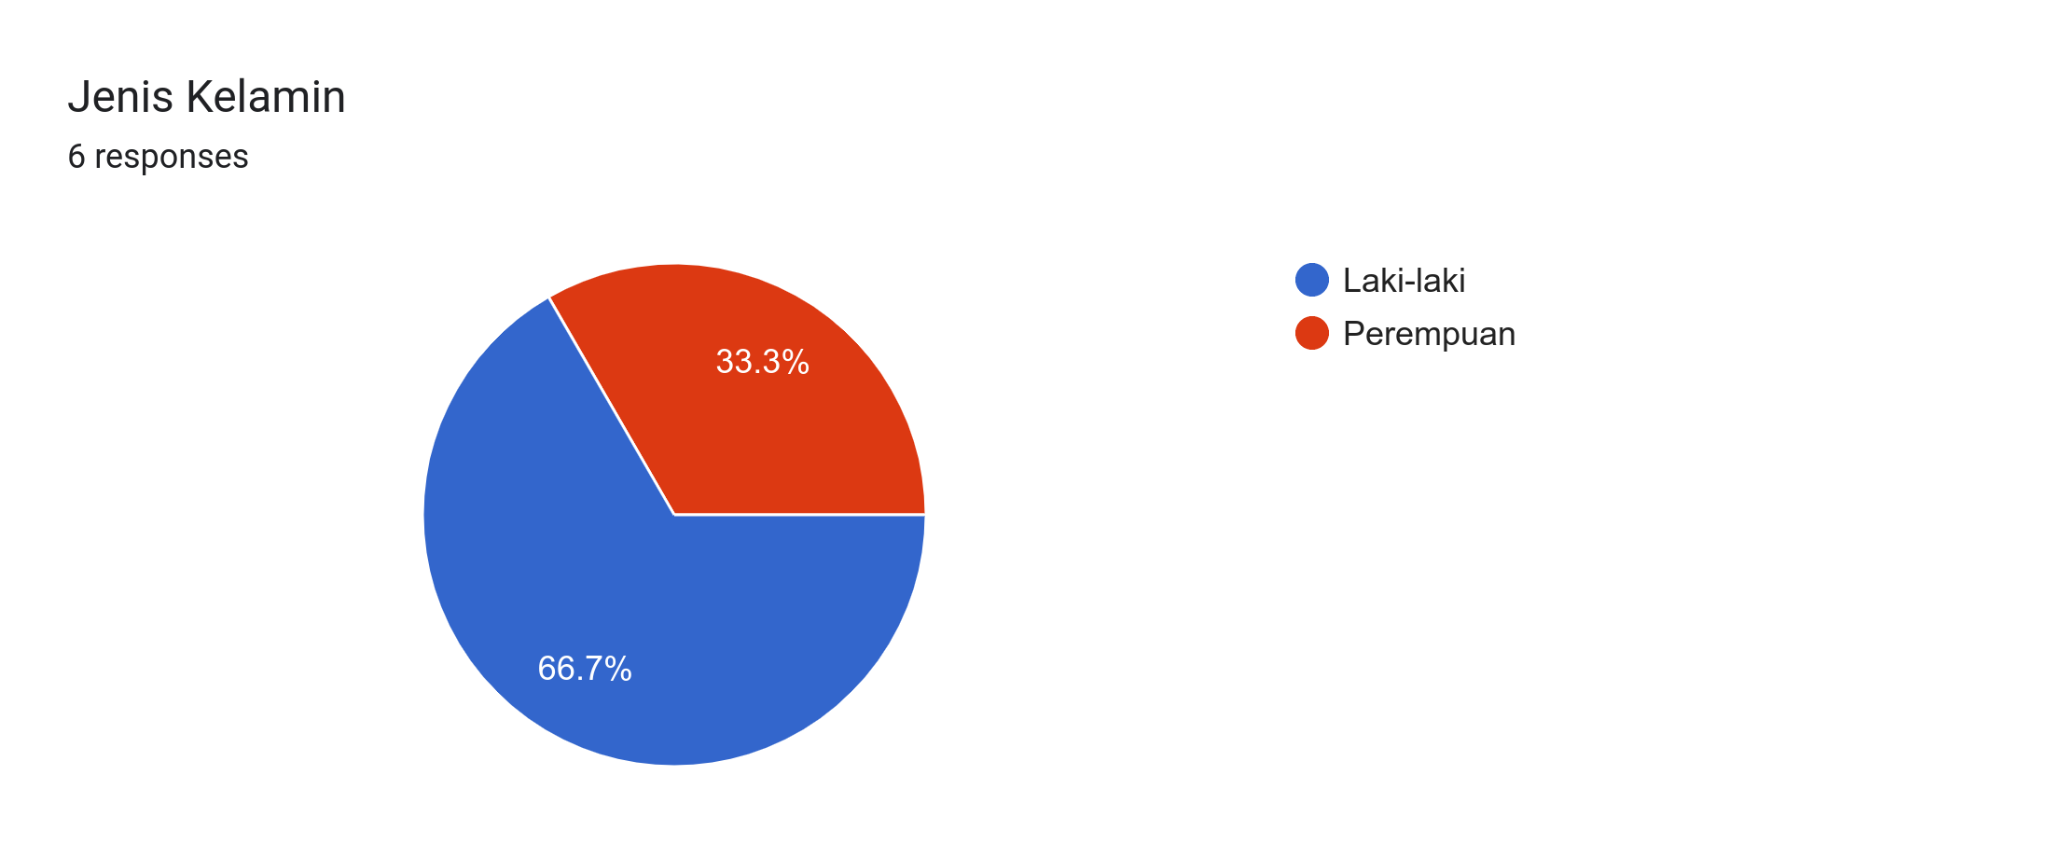 Jenis Kelamin
6 responses
Laki-laki
Perempuan
33.3%
66.7%